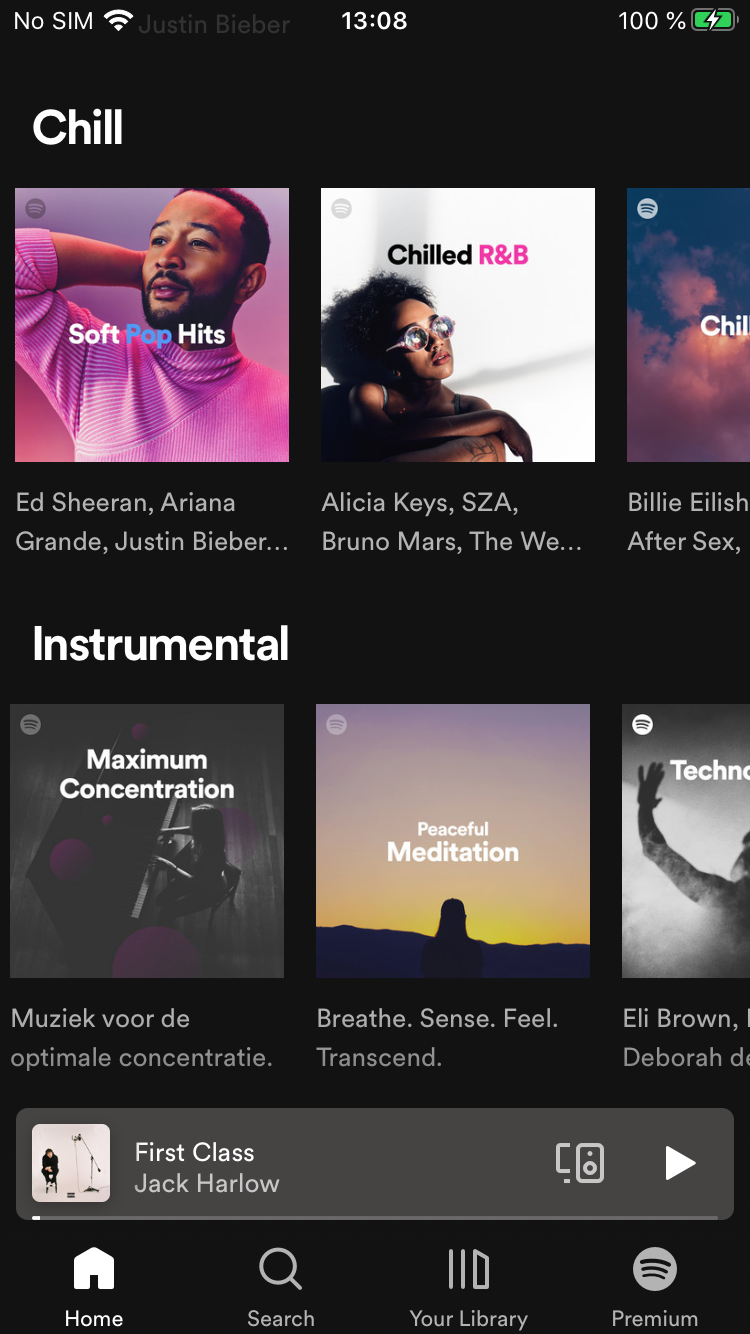 No SIM
Justin Bieber
13:08
100 %
Chill
Soft Pop Hits
Chilled R&B
Chill
Ed Sheeran, Ariana
Grande, Justin Bieber...
Alicia Keys, SZA,
Bruno Mars, The We...
Billie Eilish
After Sex,
Instrumental
Maximum
Concentration
Peaceful
Meditation
Techno
Muziek voor de
optimale concentratie.
Breathe. Sense. Feel.
Transcend.
Eli Brown,
Deborah de
First Class
Jack Harlow
Home
Search
Your Library
Premium